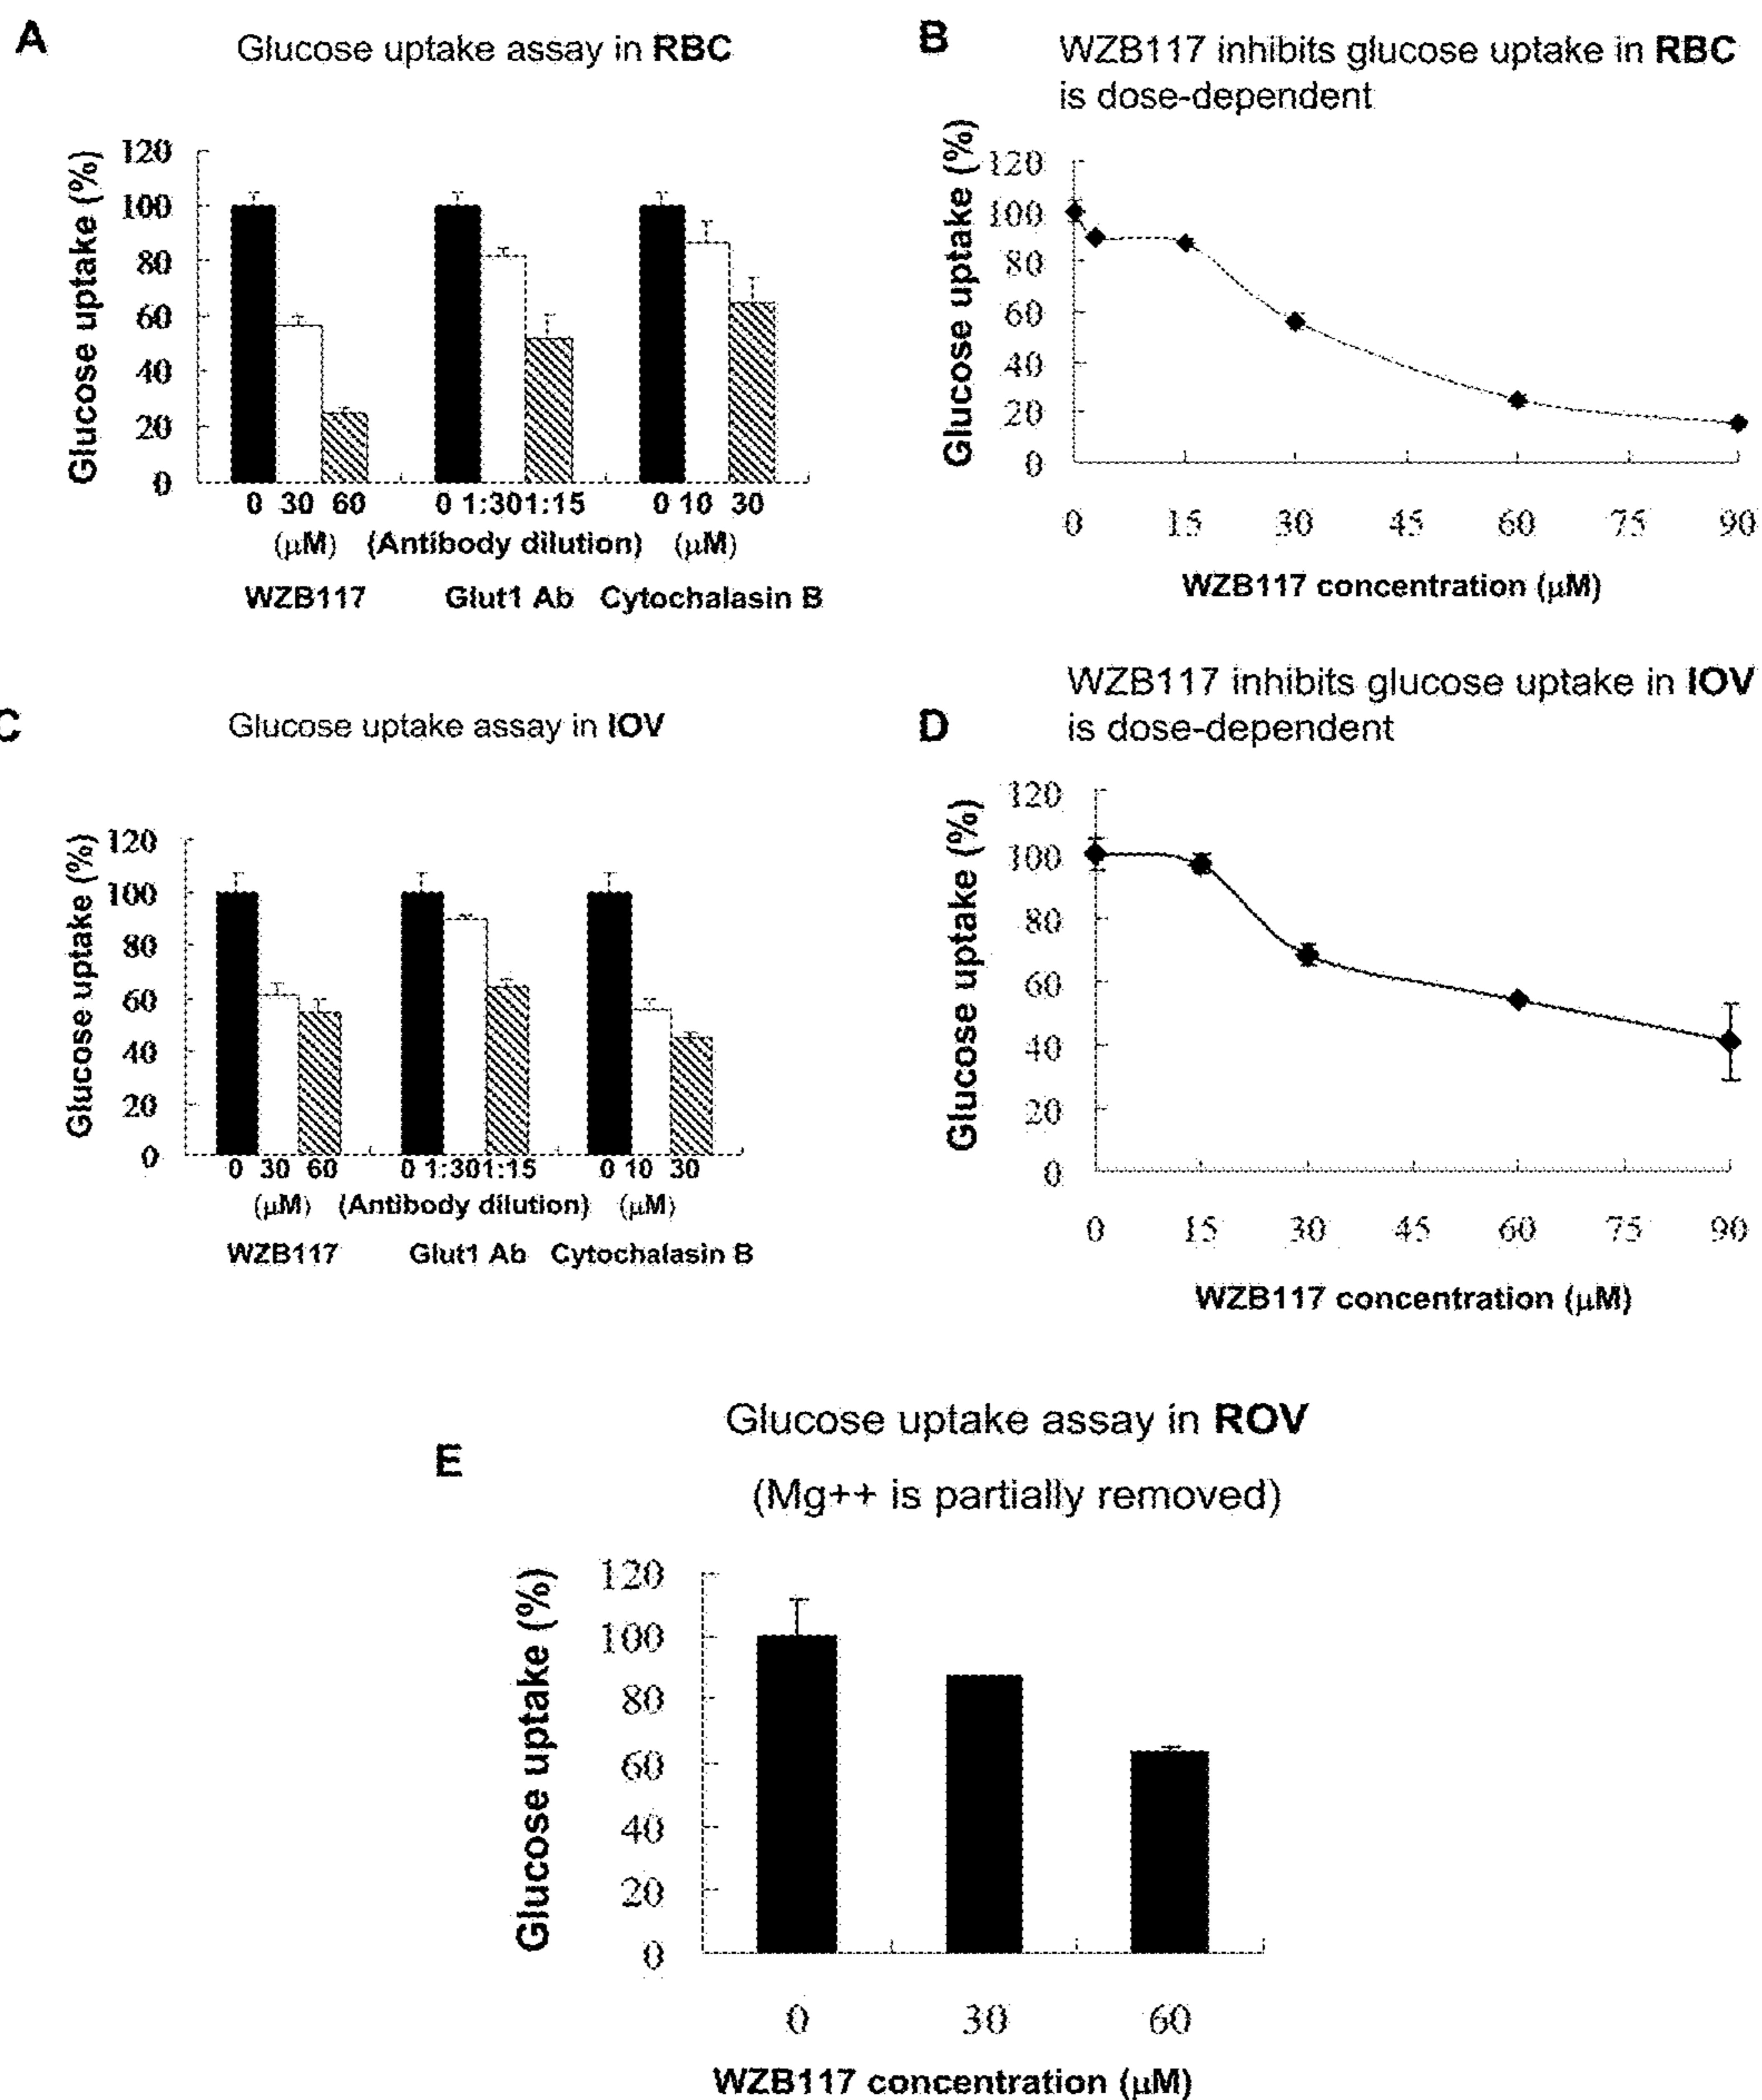 A
Glucose uptake assay in RBC
Glucose uptake (%)
120
100
80
60
40
20
0
0 30 60 0 1:30 1:15 0 10 30
(μM) (Antibody dilution) (μM)
WZB117 Glut1 Ab Cytochalasin B
B
WZB117 inhibits glucose uptake in RBC
is dose-dependent
Glucose uptake (%)
120
100
80
60
40
20
0
0 15 30 45 60 75 90
WZB117 concentration (μM)
C
Glucose uptake assay in IOV
Glucose uptake (%)
120
100
80
60
40
20
0
0 30 60 0 1:30 1:15 0 10 30
(μM) (Antibody dilution) (μM)
WZB117 Glut1 Ab Cytochalasin B
D
WZB117 inhibits glucose uptake in IOV
is dose-dependent
Glucose uptake (%)
120
100
80
60
40
20
0
0 15 30 45 60 75 90
WZB117 concentration (μM)
E
Glucose uptake assay in ROV
(Mg++ is partially removed)
Glucose uptake (%)
120
100
80
60
40
20
0
0 30 60
WZB117 concentration (μM)